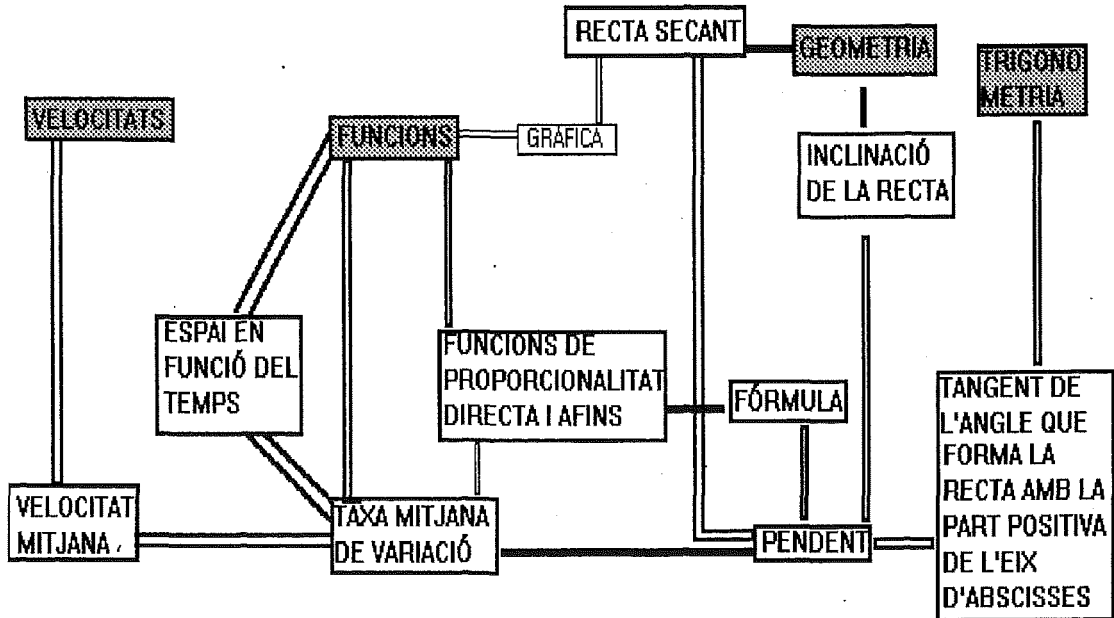 RECTA SECANT
GEOMETRIA
TRIGONO
METRIA
VELOCITATS
FUNCIONS
GRÀFICA
INCLINACIÓ
DE LA RECTA
ESPAI EN
FUNCIÓ DEL
TEMPS
FUNCIONS DE
PROPORCIONALITAT
DIRECTA I AFINS
FÓRMULA
TANGENT DE
L'ANGLE QUE
FORMA LA
RECTA AMB LA
PART POSITIVA
DE L'EIX
D'ABSCISSES
VELOCITAT
MITJANA
TAXA MITJANA
DE VARIACIÓ
PENDENT